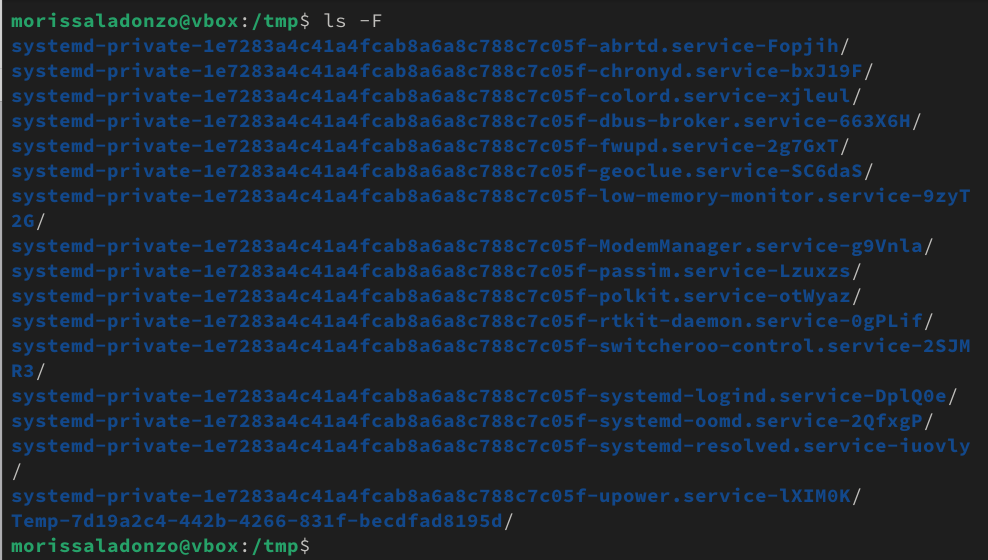 morissaladonzo@vbox:/tmp$ ls -F
systemd-private-1e7283a4c41a4fcab8a6a8c788c7c05f-abrtd.service-Fopjih/
systemd-private-1e7283a4c41a4fcab8a6a8c788c7c05f-chronyd.service-bxJ19F/
systemd-private-1e7283a4c41a4fcab8a6a8c788c7c05f-colord.service-xjleul/
systemd-private-1e7283a4c41a4fcab8a6a8c788c7c05f-dbus-broker.service-663X6H/
systemd-private-1e7283a4c41a4fcab8a6a8c788c7c05f-fwupd.service-2g7GxT/
systemd-private-1e7283a4c41a4fcab8a6a8c788c7c05f-geoclue.service-SC6daS/
systemd-private-1e7283a4c41a4fcab8a6a8c788c7c05f-low-memory-monitor.service-9zyT
2G/
systemd-private-1e7283a4c41a4fcab8a6a8c788c7c05f-ModemManager.service-g9Vnla/
systemd-private-1e7283a4c41a4fcab8a6a8c788c7c05f-passim.service-Lzuxzs/
systemd-private-1e7283a4c41a4fcab8a6a8c788c7c05f-polkit.service-otWyaz/
systemd-private-1e7283a4c41a4fcab8a6a8c788c7c05f-rtkit-daemon.service-0gPLif/
systemd-private-1e7283a4c41a4fcab8a6a8c788c7c05f-switcheroo-control.service-2SJM
R3/
systemd-private-1e7283a4c41a4fcab8a6a8c788c7c05f-systemd-logind.service-DplQ0e/
systemd-private-1e7283a4c41a4fcab8a6a8c788c7c05f-systemd-oomd.service-2QfxgP/
systemd-private-1e7283a4c41a4fcab8a6a8c788c7c05f-systemd-resolved.service-iuovly
/
systemd-private-1e7283a4c41a4fcab8a6a8c788c7c05f-upower.service-lXIM0K/
Temp-7d19a2c4-442b-4266-831f-becdfad8195d/
morissaladonzo@vbox:/tmp$